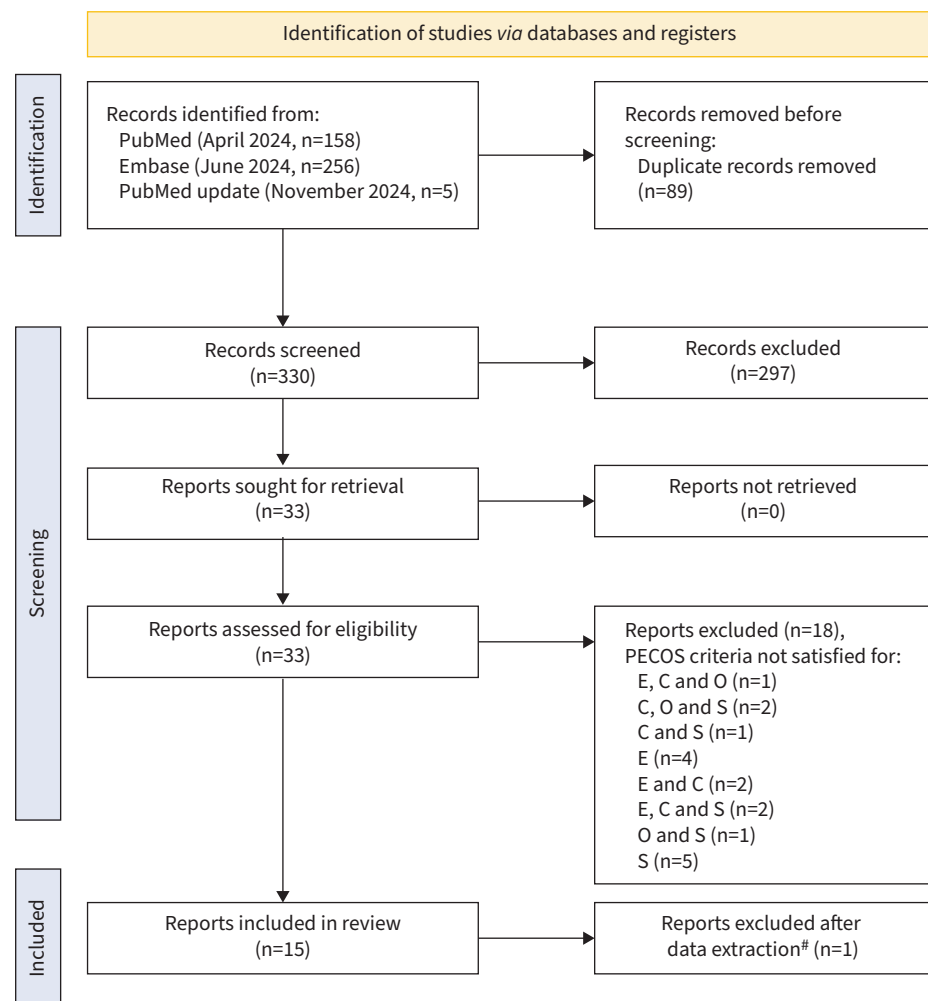 Identification of studies via databases and registers
Identification
Records identified from:
PubMed (April 2024, n=158)
Embase (June 2024, n=256)
PubMed update (November 2024, n=5)
Records removed before
screening:
Duplicate records removed
(n=89)
Screening
Records screened
(n=330)
Records excluded
(n=297)
Reports sought for retrieval
(n=33)
Reports not retrieved
(n=0)
Reports assessed for eligibility
(n=33)
Reports excluded (n=18),
PECOS criteria not satisfied for:
E, C and O (n=1)
C, O and S (n=2)
C and S (n=1)
E (n=4)
E and C (n=2)
E, C and S (n=2)
O and S (n=1)
S (n=5)
Included
Reports included in review
(n=15)
Reports excluded after
data extraction# (n=1)